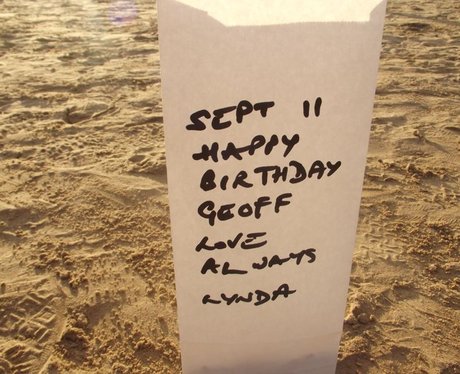 SEPT 11
HAPPY
BIRTHDAY
GEOFF
LOVE
ALWAYS
LYNDA